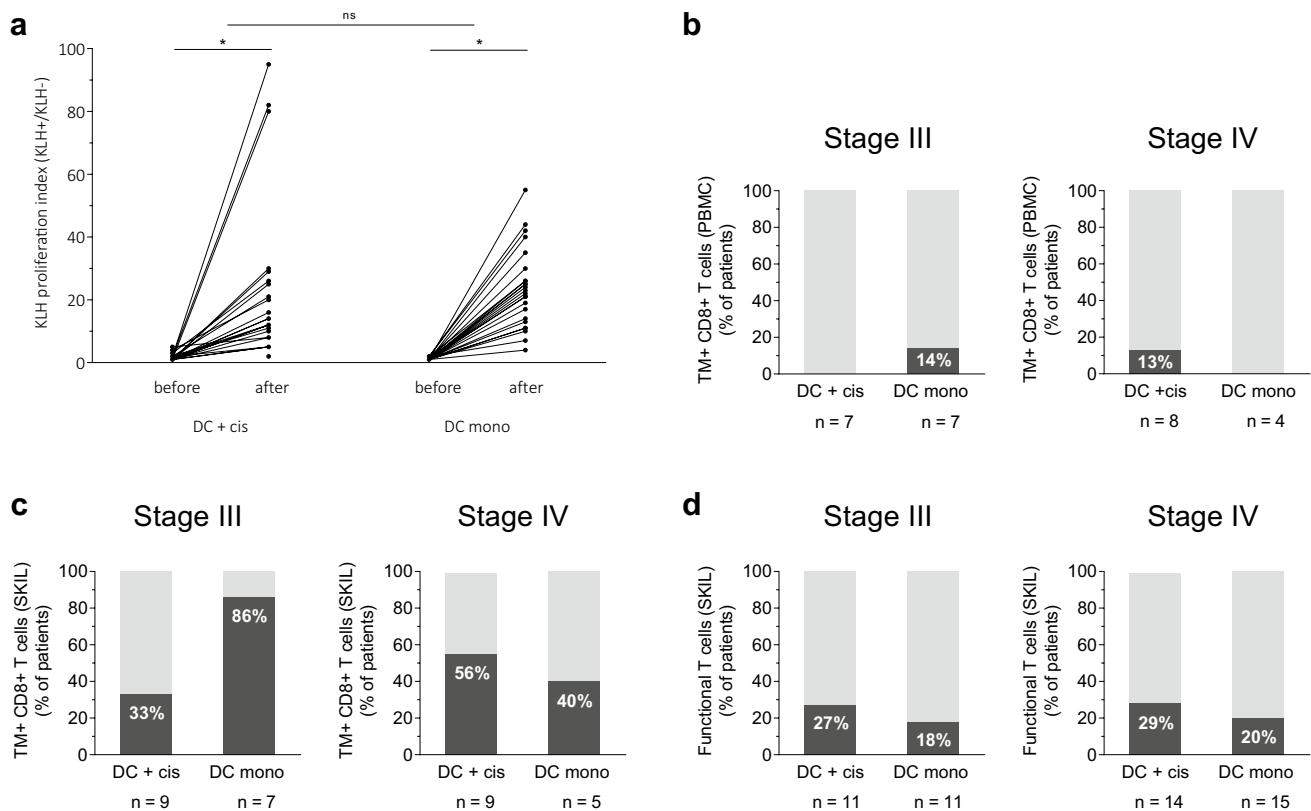 a
ns
*
*
KLH proliferation index (KLH+/KLH-)
100
80
60
40
20
0
before
after
before
after
DC + cis
DC mono
b
Stage III
TM+ CD8+ T cells (PBMC)
(% of patients)
100
80
60
40
20
0
14%
DC + cis
DC mono
n = 7
n = 7
Stage IV
TM+ CD8+ T cells (PBMC)
(% of patients)
100
80
60
40
20
0
13%
DC +cis
DC mono
n = 8
n = 4
c
Stage III
TM+ CD8+ T cells (SKIL)
(% of patients)
100
80
60
40
20
0
33%
86%
DC + cis
DC mono
n = 9
n = 7
Stage IV
TM+ CD8+ T cells (SKIL)
(% of patients)
100
80
60
40
20
0
56%
40%
DC + cis
DC mono
n = 9
n = 5
d
Stage III
Functional T cells (SKIL)
(% of patients)
100
80
60
40
20
0
27%
18%
DC + cis
DC mono
n = 11
n = 11
Stage IV
Functional T cells (SKIL)
(% of patients)
100
80
60
40
20
0
29%
20%
DC + cis
DC mono
n = 14
n = 15